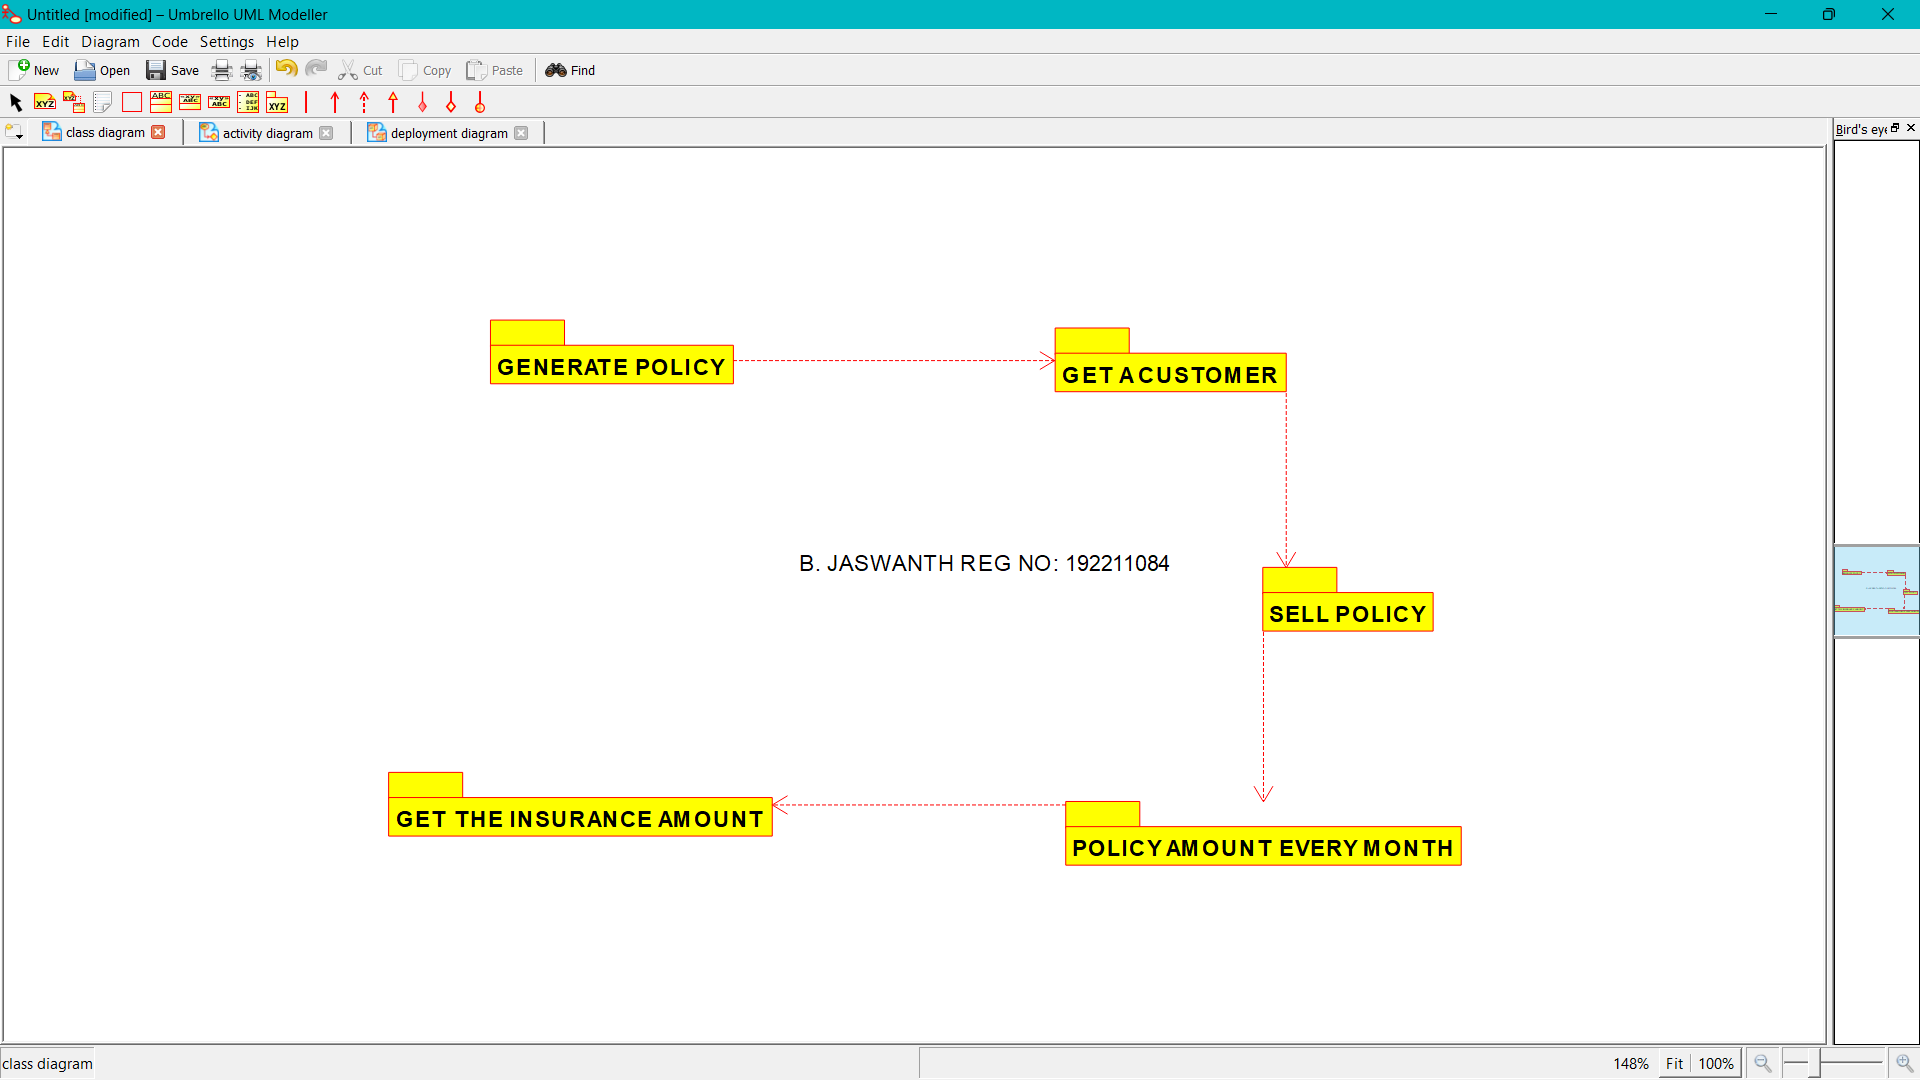 Untitled [modified] – Umbrello UML Modeller
File Edit Diagram Code Settings Help
New Open Save Cut Copy Paste Find
class diagram activity diagram deployment diagram
Bird's eye
GENERATE POLICY
GET A CUSTOMER
B. JASWANTH REG NO: 192211084
SELL POLICY
GET THE INSURANCE AMOUNT
POLICY AMOUNT EVERY MONTH
class diagram 148% Fit 100%